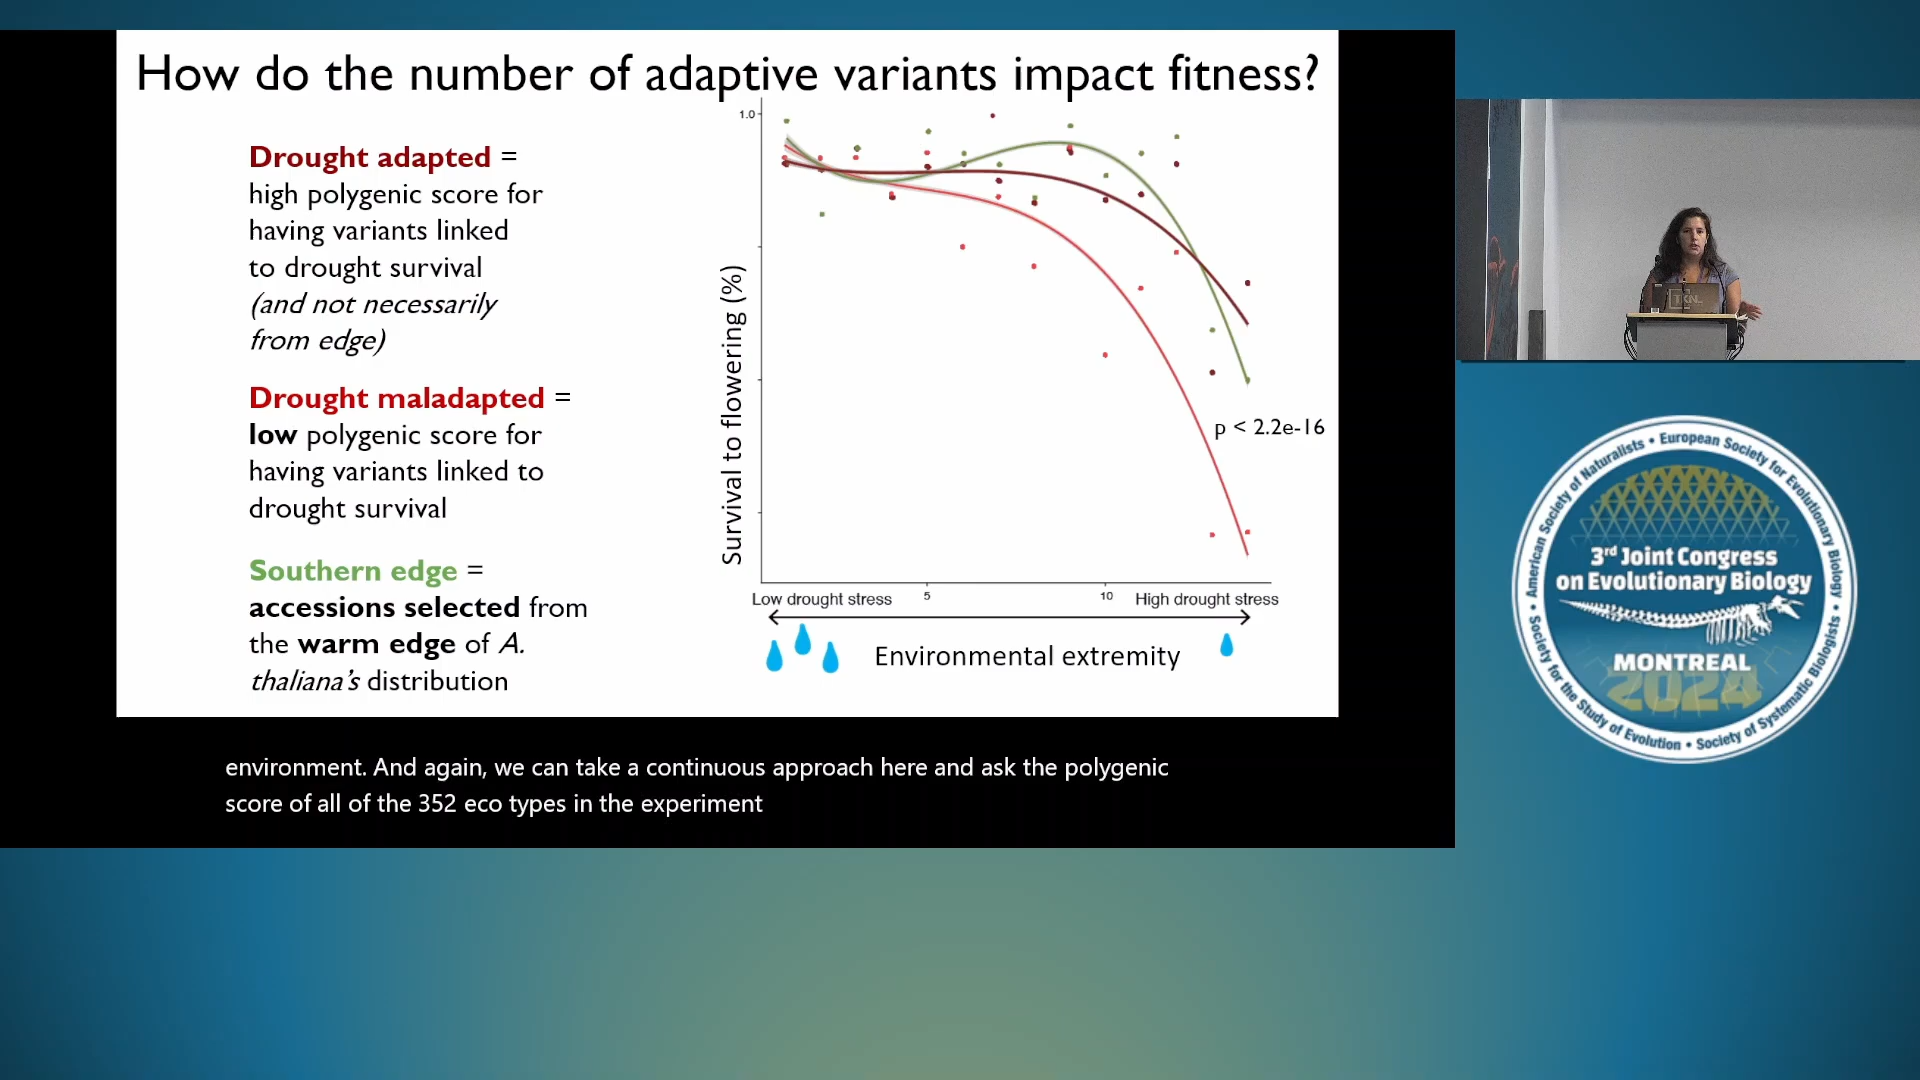 How do the number of adaptive variants impact fitness?
Drought adapted =
high polygenic score for
having variants linked
to drought survival
(and not necessarily
from edge)
Drought maladapted =
low polygenic score for
having variants linked to
drought survival
Southern edge =
accessions selected from
the warm edge of A.
thaliana's distribution
1.0
Survival to flowering (%)
p < 2.2e-16
Low drought stress 5 10 High drought stress
Environmental extremity
environment. And again, we can take a continuous approach here and ask the polygenic
score of all of the 352 eco types in the experiment
TKNL
American Society of Naturalists • European Society for Evolutionary Biology • Society of Systematic Biologists • Society for the Study of Evolution •
3rd Joint Congress
on Evolutionary Biology
MONTREAL
2024